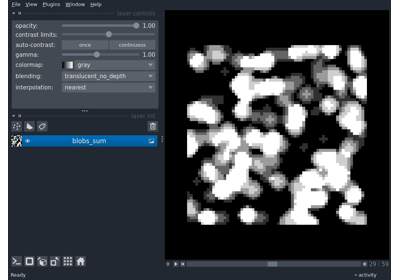 File View Plugins Window Help
layer controls
opacity: 1.00
contrast limits:
auto-contrast: once continuous
gamma: 1.00
colormap: gray
blending: translucent_no_depth
interpolation: nearest
layer list
blobs_sum
29 59
Ready
activity